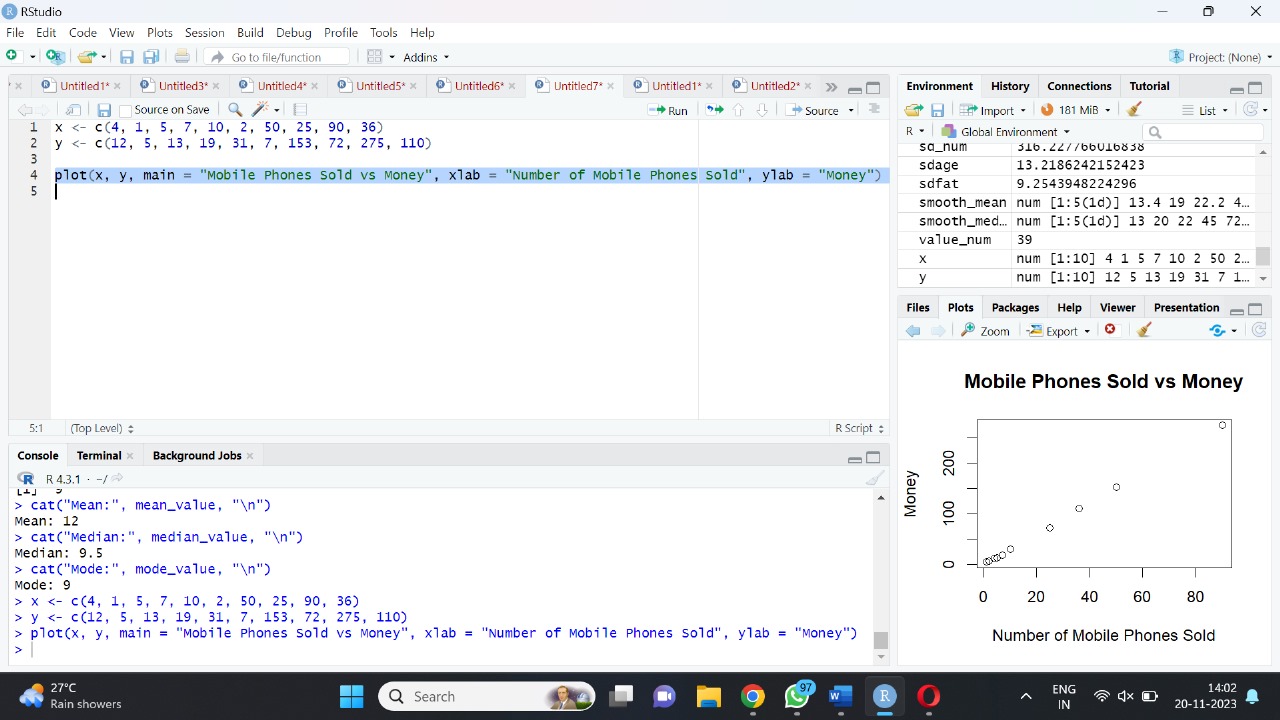 RStudio
File Edit Code View Plots Session Build Debug Profile Tools Help
Go to file/function Addins Project: (None)
Untitled1* Untitled3* Untitled4* Untitled5* Untitled6* Untitled7* Untitled1* Untitled2*
Source on Save Run Source
1 x <- c(4, 1, 5, 7, 10, 2, 50, 25, 90, 36)
2 y <- c(12, 5, 13, 19, 31, 7, 153, 72, 275, 110)
3
4 plot(x, y, main = "Mobile Phones Sold vs Money", xlab = "Number of Mobile Phones Sold", ylab = "Money")
5
5:1 (Top Level) R Script
Console Terminal Background Jobs
R 4.3.1 · ~/
[1] 9
> cat("Mean:", mean_value, "\n")
Mean: 12
> cat("Median:", median_value, "\n")
Median: 9.5
> cat("Mode:", mode_value, "\n")
Mode: 9
> x <- c(4, 1, 5, 7, 10, 2, 50, 25, 90, 36)
> y <- c(12, 5, 13, 19, 31, 7, 153, 72, 275, 110)
> plot(x, y, main = "Mobile Phones Sold vs Money", xlab = "Number of Mobile Phones Sold", ylab = "Money")
>
Environment History Connections Tutorial
Import 181 MiB List
R Global Environment
sd_num 316.227766016838
sdage 13.2186242152423
sdfat 9.2543948224296
smooth_mean num [1:5(1d)] 13.4 19 22.2 4…
smooth_med… num [1:5(1d)] 13 20 22 45 72…
value_num 39
x num [1:10] 4 1 5 7 10 2 50 2…
y num [1:10] 12 5 13 19 31 7 1…
Files Plots Packages Help Viewer Presentation
Zoom Export
Mobile Phones Sold vs Money
Money
200
100
0
0 20 40 60 80
Number of Mobile Phones Sold
27°C
Rain showers
Search
97
ENG
IN
14:02
20-11-2023